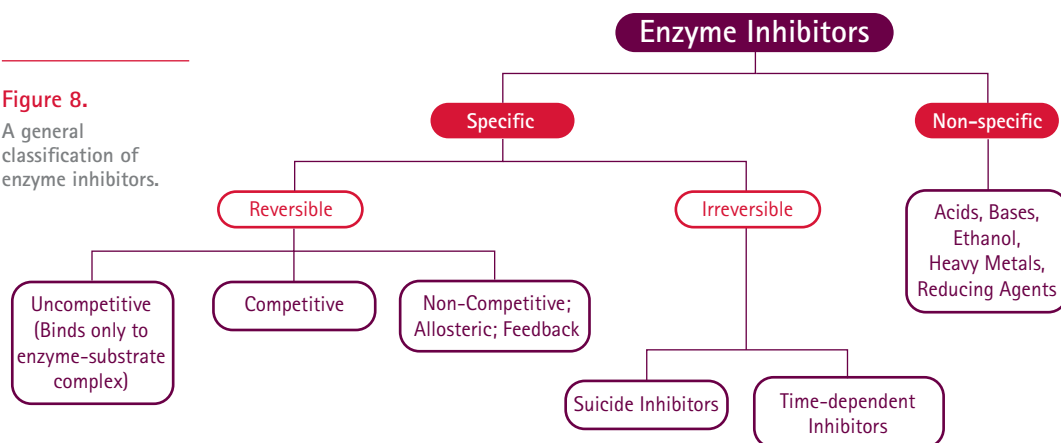 Enzyme Inhibitors
Figure 8.
A general
classification of
enzyme inhibitors.
Specific
Non-specific
Reversible
Irreversible
Acids, Bases,
Ethanol,
Heavy Metals,
Reducing Agents
Uncompetitive
(Binds only to
enzyme-substrate
complex)
Competitive
Non-Competitive;
Allosteric; Feedback
Suicide Inhibitors
Time-dependent
Inhibitors